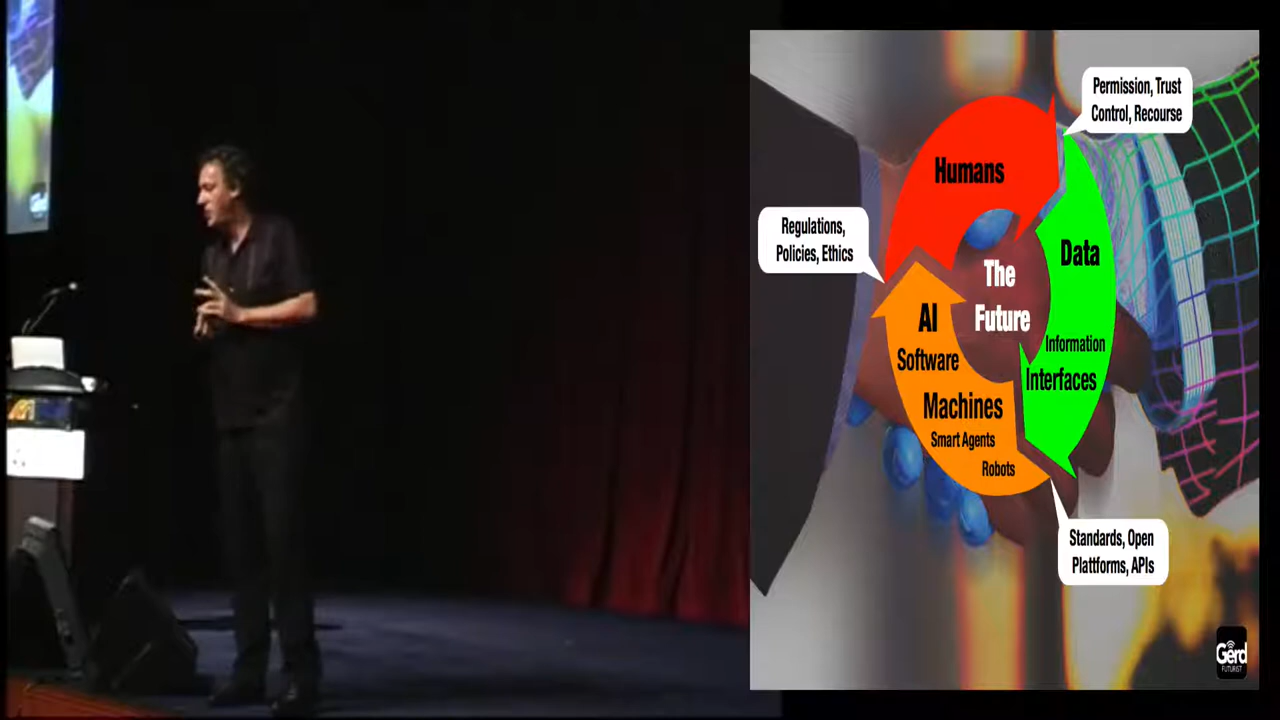 Permission, Trust
Control, Recourse
Humans
Regulations,
Policies, Ethics
Data
The
Future
AI
Software
Information
Interfaces
Machines
Smart Agents
Robots
Standards, Open
Plattforms, APIs
Gerd
FUTURIST